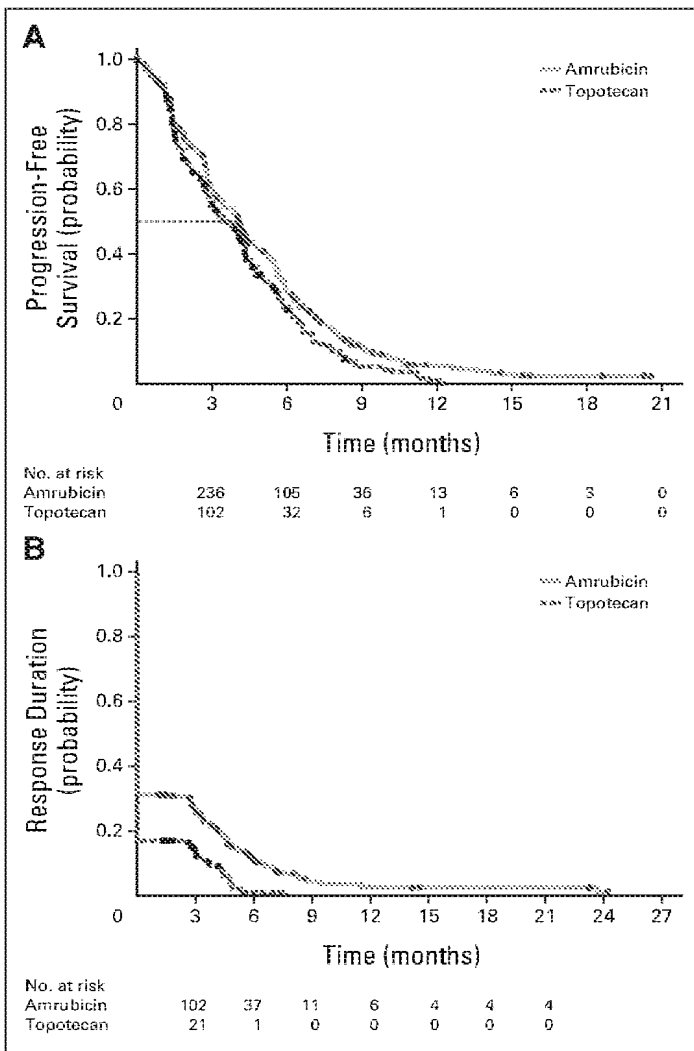 A
Progression-Free
Survival (probability)
1.0
0.8
0.6
0.4
0.2
0
3
6
9
12
15
18
21
Amrubicin
Topotecan
Time (months)
No. at risk
Amrubicin 236 105 36 13 6 3 0
Topotecan 102 32 6 1 0 0 0
B
Response Duration
(probability)
1.0
0.8
0.6
0.4
0.2
0
3
6
9
12
15
18
21
24
27
Amrubicin
Topotecan
Time (months)
No. at risk
Amrubicin 102 37 11 6 4 4 4
Topotecan 21 1 0 0 0 0 0